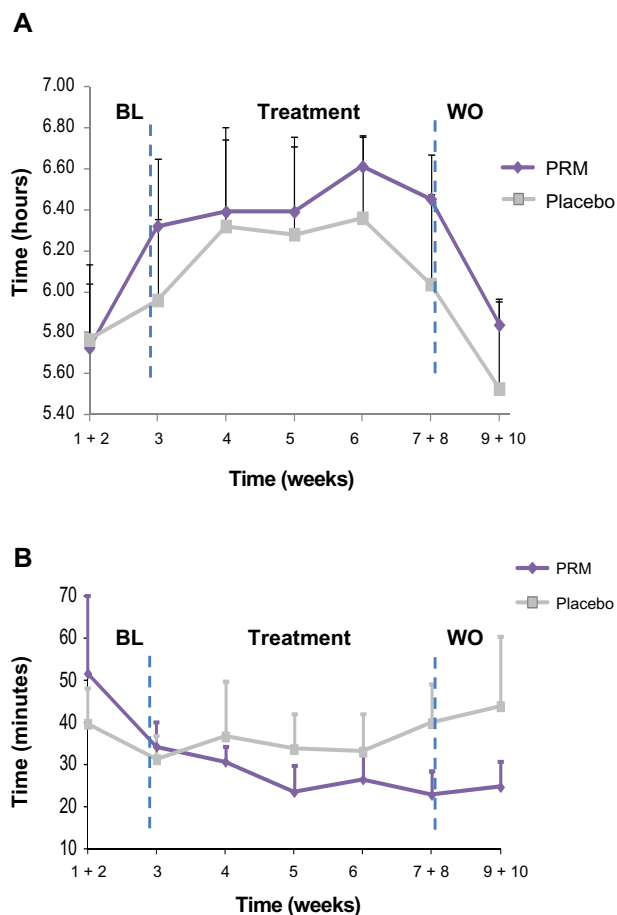 A
7.00
6.80
6.60
6.40
6.20
6.00
5.80
5.60
5.40
Time (hours)
BL
Treatment
WO
PRM
Placebo
1 + 2
3
4
5
6
7 + 8
9 + 10
Time (weeks)
B
70
60
50
40
30
20
10
Time (minutes)
BL
Treatment
WO
PRM
Placebo
1 + 2
3
4
5
6
7 + 8
9 + 10
Time (weeks)